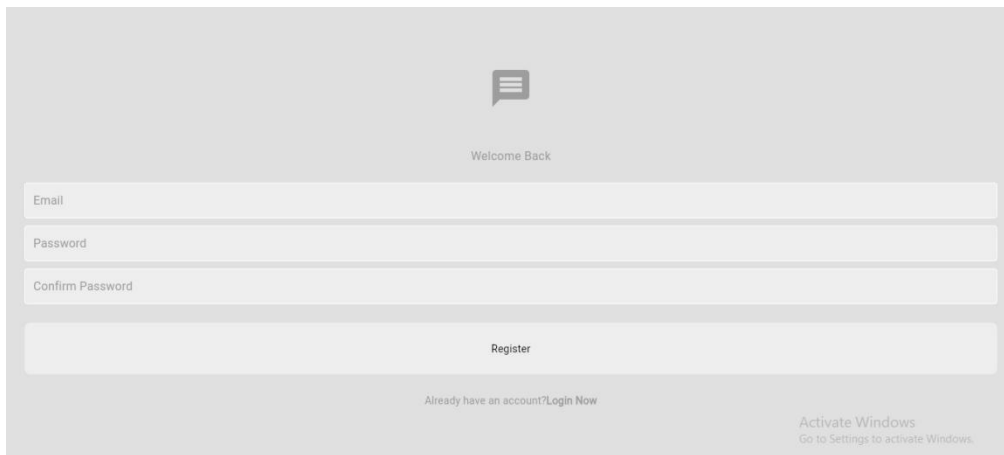 Welcome Back
Email
Password
Confirm Password
Register
Already have an account?Login Now
Activate Windows
Go to Settings to activate Windows.